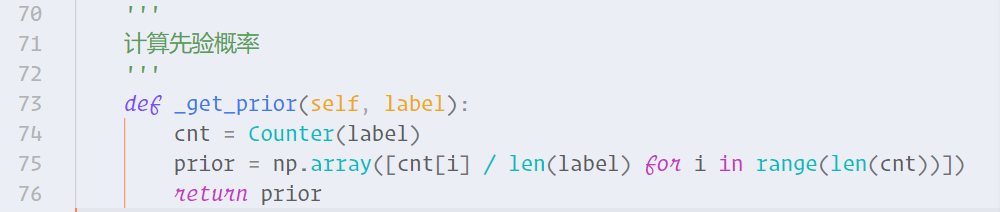 70 '''
71 计算先验概率
72 '''
73 def _get_prior(self, label):
74 cnt = Counter(label)
75 prior = np.array([cnt[i] / len(label) for i in range(len(cnt))])
76 return prior